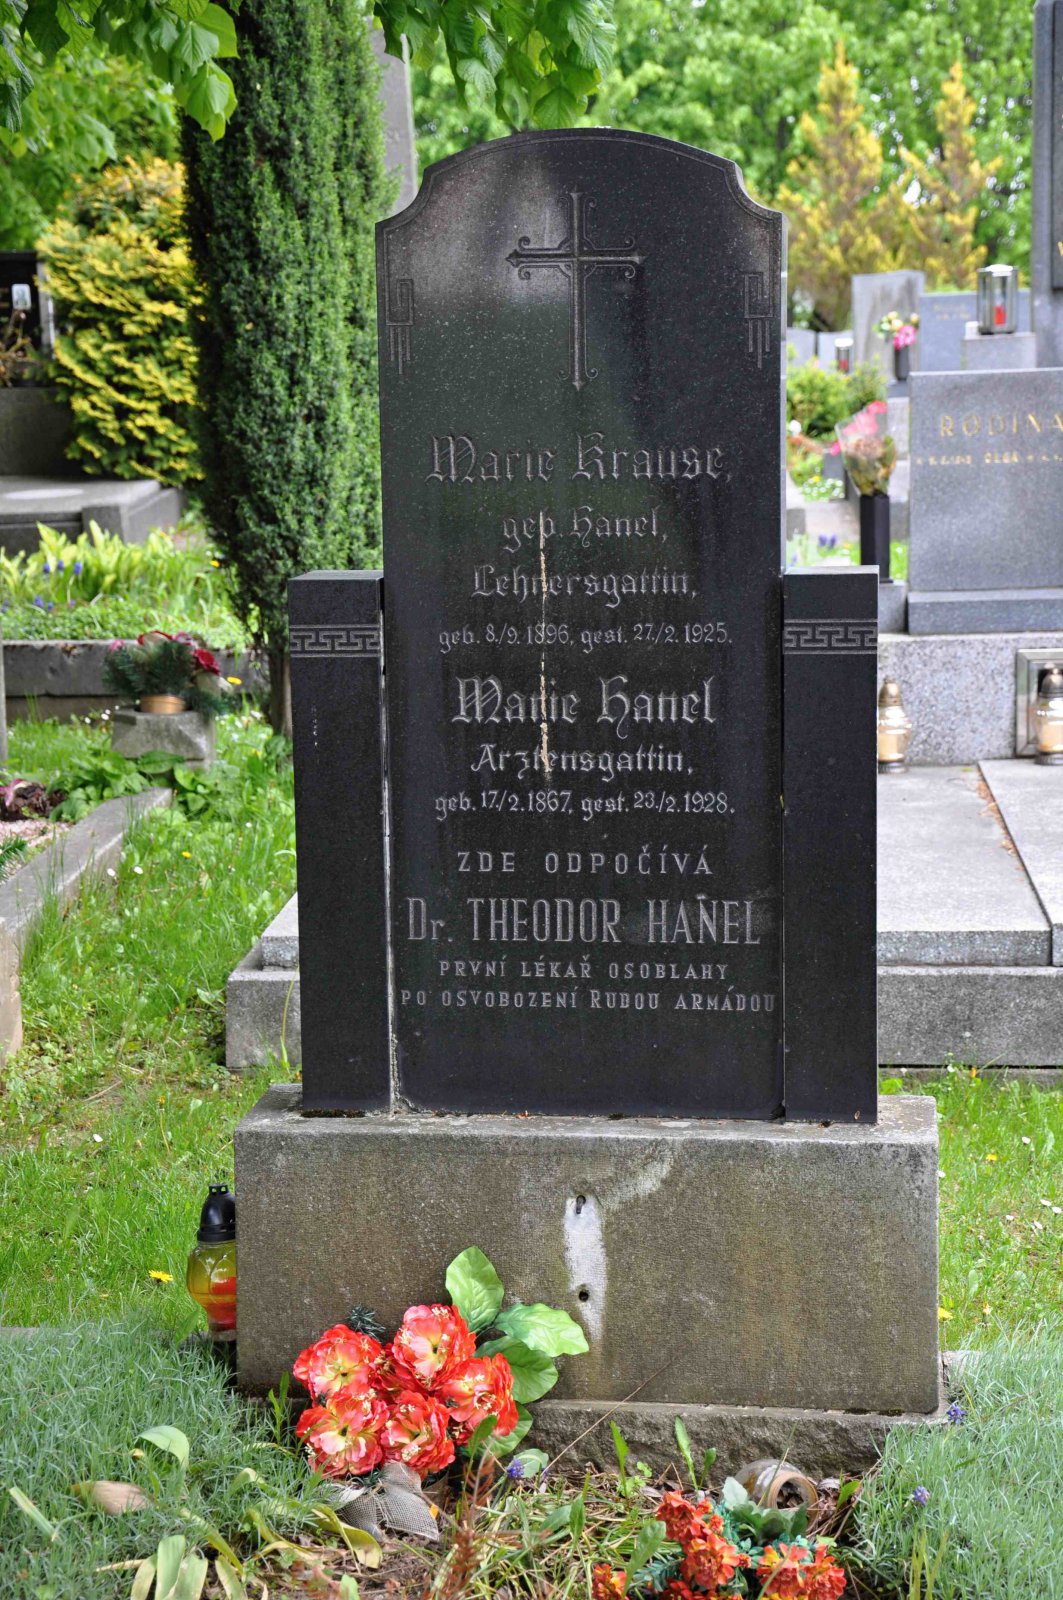 Marie Krause,
geb. Hanel,
Lehrersgattin,
geb. 8./9. 1896, gest. 27./2. 1925.
Marie Hanel
Arztensgattin,
geb. 17./2. 1867, gest. 23./2. 1928.
ZDE ODPOČÍVÁ
Dr. THEODOR HANEL
PRVNÍ LÉKAŘ OSOBLAHY
PO OSVOBOZENÍ RUDOU ARMÁDOU
RODINA